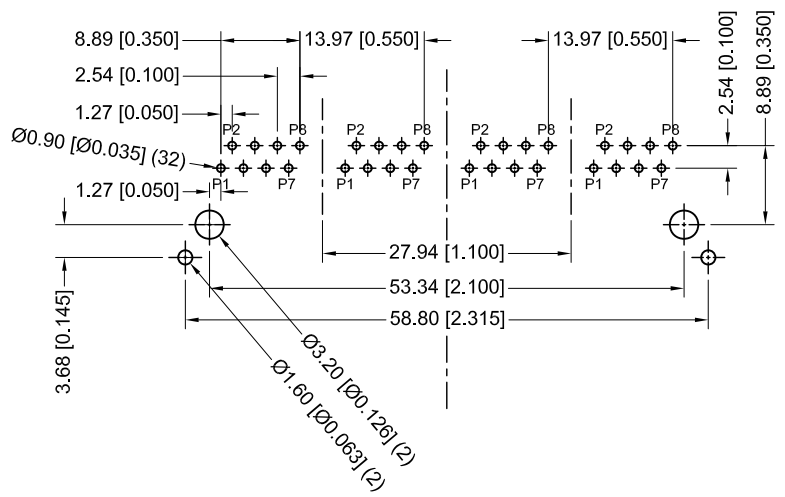 8.89 [0.350]
13.97 [0.550]
13.97 [0.550]
2.54 [0.100]
8.89 [0.350]
2.54 [0.100]
1.27 [0.050]
P2 P8 P2 P8 P2 P8 P2 P8
Ø0.90 [Ø0.035] (32)
P1 P7 P1 P7 P1 P7 P1 P7
1.27 [0.050]
27.94 [1.100]
53.34 [2.100]
58.80 [2.315]
3.68 [0.145]
Ø3.20 [Ø0.126] (2)
Ø1.60 [Ø0.063] (2)